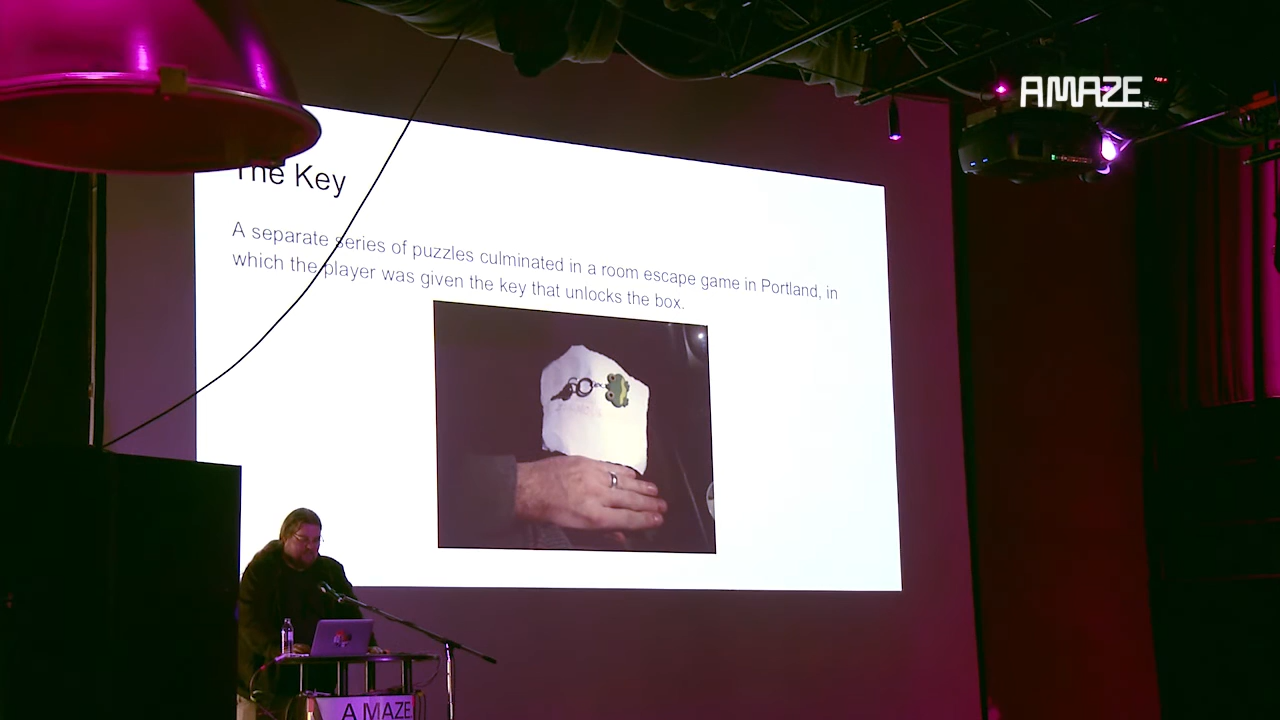 AMAZE.
The Key
A separate series of puzzles culminated in a room escape game in Portland, in
which the player was given the key that unlocks the box.
A MAZE